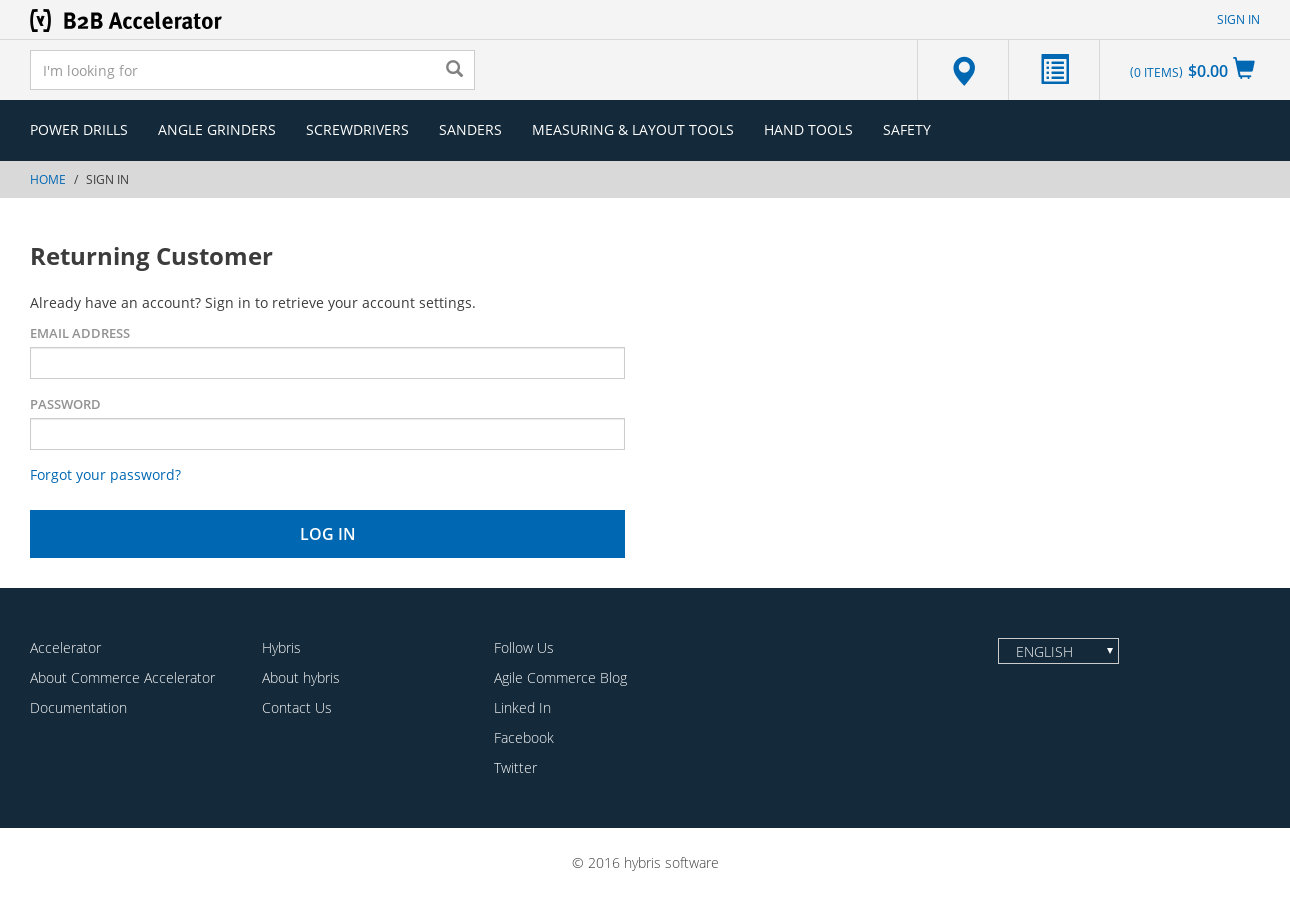 B2B Accelerator
SIGN IN
I'm looking for
(0 ITEMS) $0.00
POWER DRILLS ANGLE GRINDERS SCREWDRIVERS SANDERS MEASURING & LAYOUT TOOLS HAND TOOLS SAFETY
HOME / SIGN IN
Returning Customer
Already have an account? Sign in to retrieve your account settings.
EMAIL ADDRESS
PASSWORD
Forgot your password?
LOG IN
Accelerator
About Commerce Accelerator
Documentation
Hybris
About hybris
Contact Us
Follow Us
Agile Commerce Blog
Linked In
Facebook
Twitter
ENGLISH
© 2016 hybris software